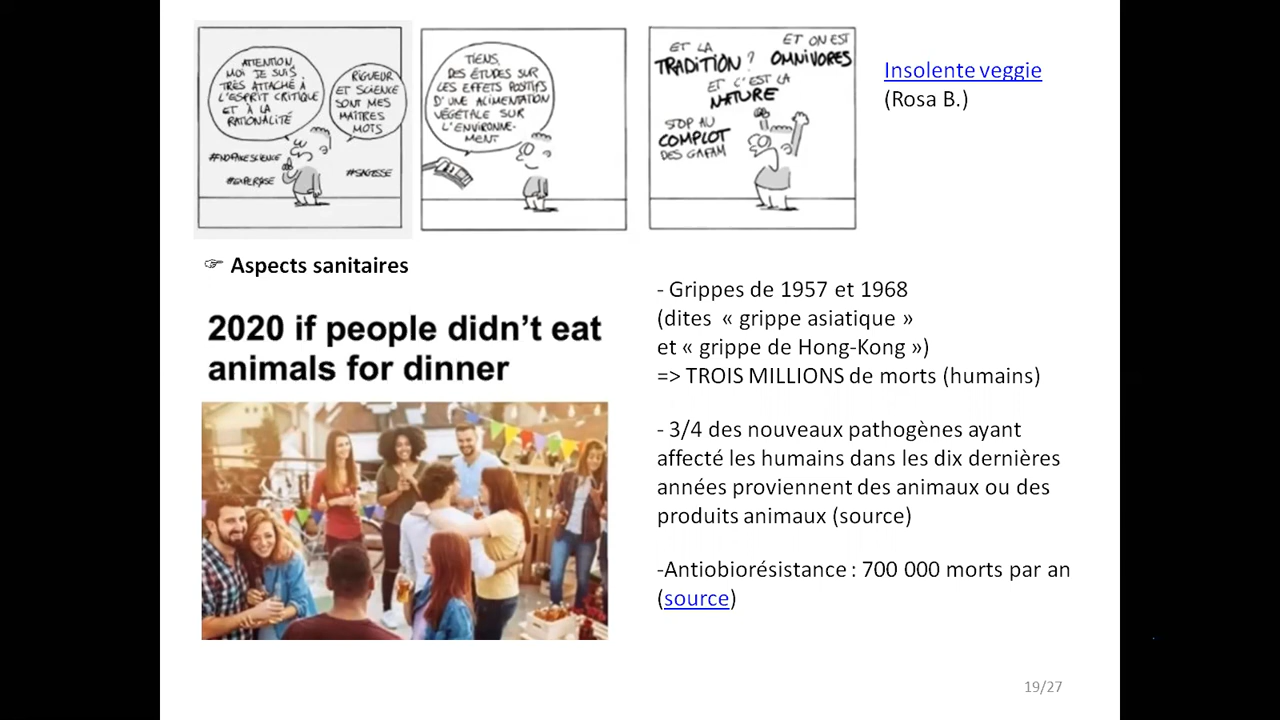 ATTENTION,
MOI JE SUIS
TRÈS ATTACHÉ À
L'ESPRIT CRITIQUE
ET À LA
RATIONALITÉ
RIGUEUR
ET SCIENCE
SONT MES
MAÎTRES
MOTS
#NOFAKESCIENCE
#EXPERTISE
#SAGESSE
TIENS,
DES ÉTUDES SUR
LES EFFETS POSITIFS
D'UNE ALIMENTATION
VÉGÉTALE SUR
L'ENVIRONNE-
MENT
ET LA
TRADITION ?
ET ON EST
OMNIVORES
ET C'EST LA
NATURE
STOP AU
COMPLOT
DES GAFAM
Insolente veggie
(Rosa B.)
☞ Aspects sanitaires
2020 if people didn't eat
animals for dinner
- Grippes de 1957 et 1968
(dites « grippe asiatique »
et « grippe de Hong-Kong »)
=> TROIS MILLIONS de morts (humains)
- 3/4 des nouveaux pathogènes ayant
affecté les humains dans les dix dernières
années proviennent des animaux ou des
produits animaux (source)
-Antiobiorésistance : 700 000 morts par an
(source)
19/27